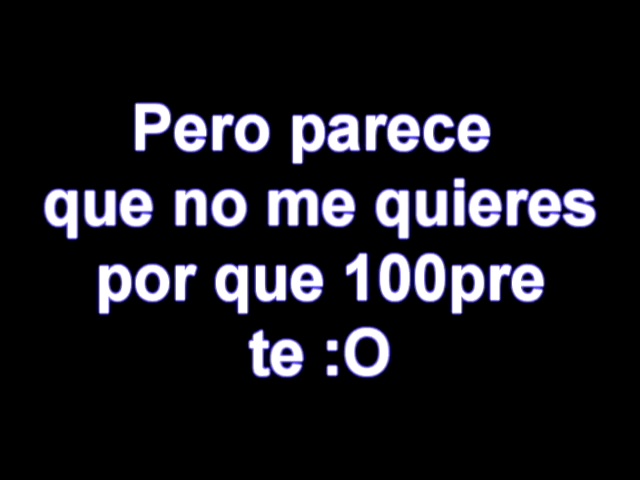 Pero parece
que no me quieres
por que 100pre
te :O